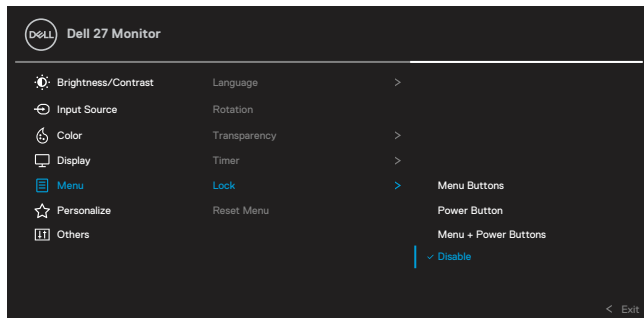 DELL Dell 27 Monitor
Brightness/Contrast Language >
Input Source Rotation
Color Transparency >
Display Timer >
Menu Lock > Menu Buttons
Personalize Reset Menu Power Button
Others Menu + Power Buttons
✓ Disable
< Exit